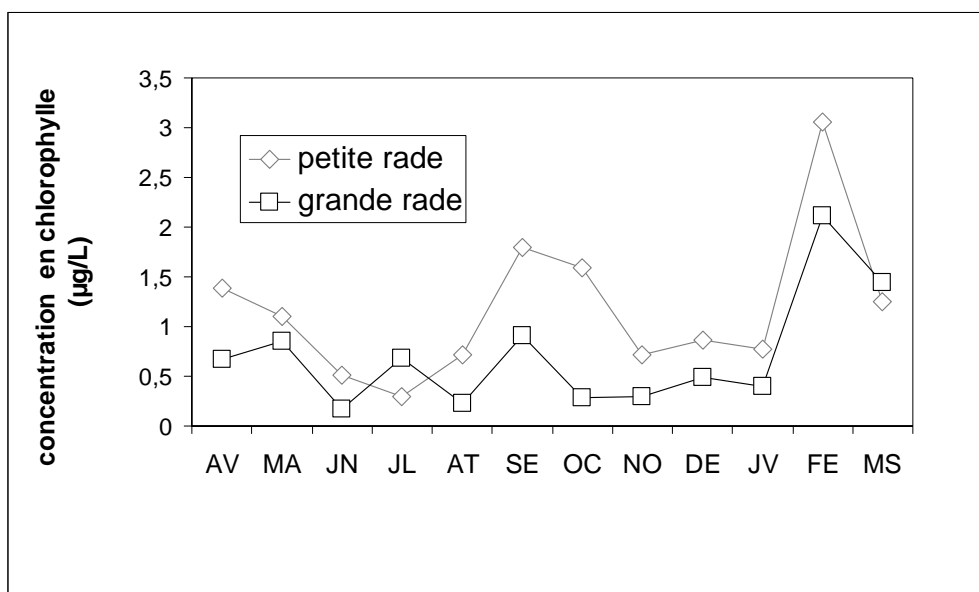 concentration en chlorophylle
(µg/L)
3,5
3
2,5
2
1,5
1
0,5
0
petite rade
grande rade
AV MA JN JL AT SE OC NO DE JV FE MS